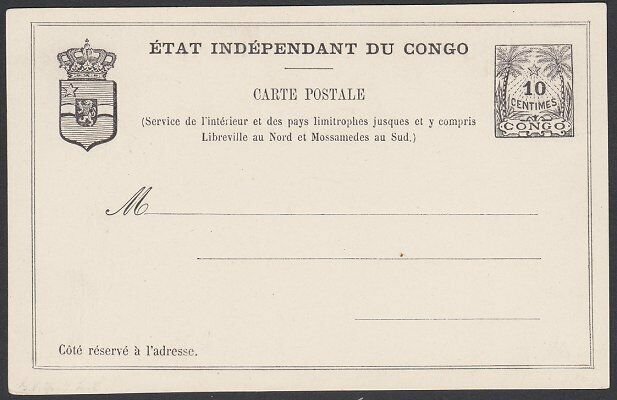 ÉTAT INDÉPENDANT DU CONGO
CARTE POSTALE
(Service de l'intérieur et des pays limitrophes jusques et y compris
Libreville au Nord et Mossamedes au Sud.)
10
CENTIMES
CONGO
M
Côté réservé à l'adresse.